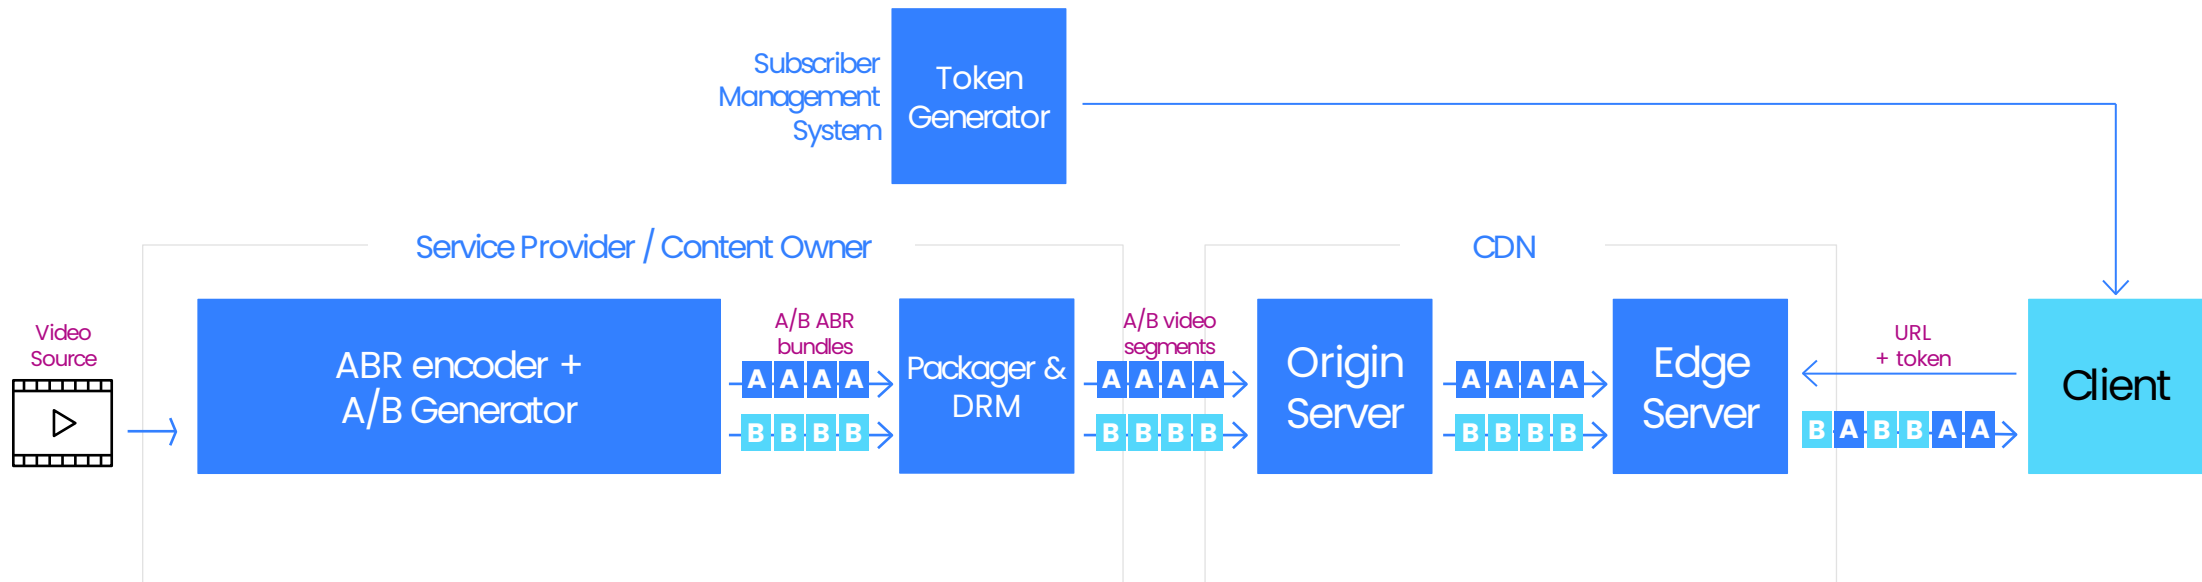 Subscriber
Management
System
Token
Generator
Service Provider / Content Owner
CDN
Video
Source
ABR encoder +
A/B Generator
A/B ABR
bundles
A A A A
B B B B
Packager &
DRM
A/B video
segments
A A A A
B B B B
Origin
Server
A A A A
B B B B
Edge
Server
URL
+ token
B A B B A A
Client